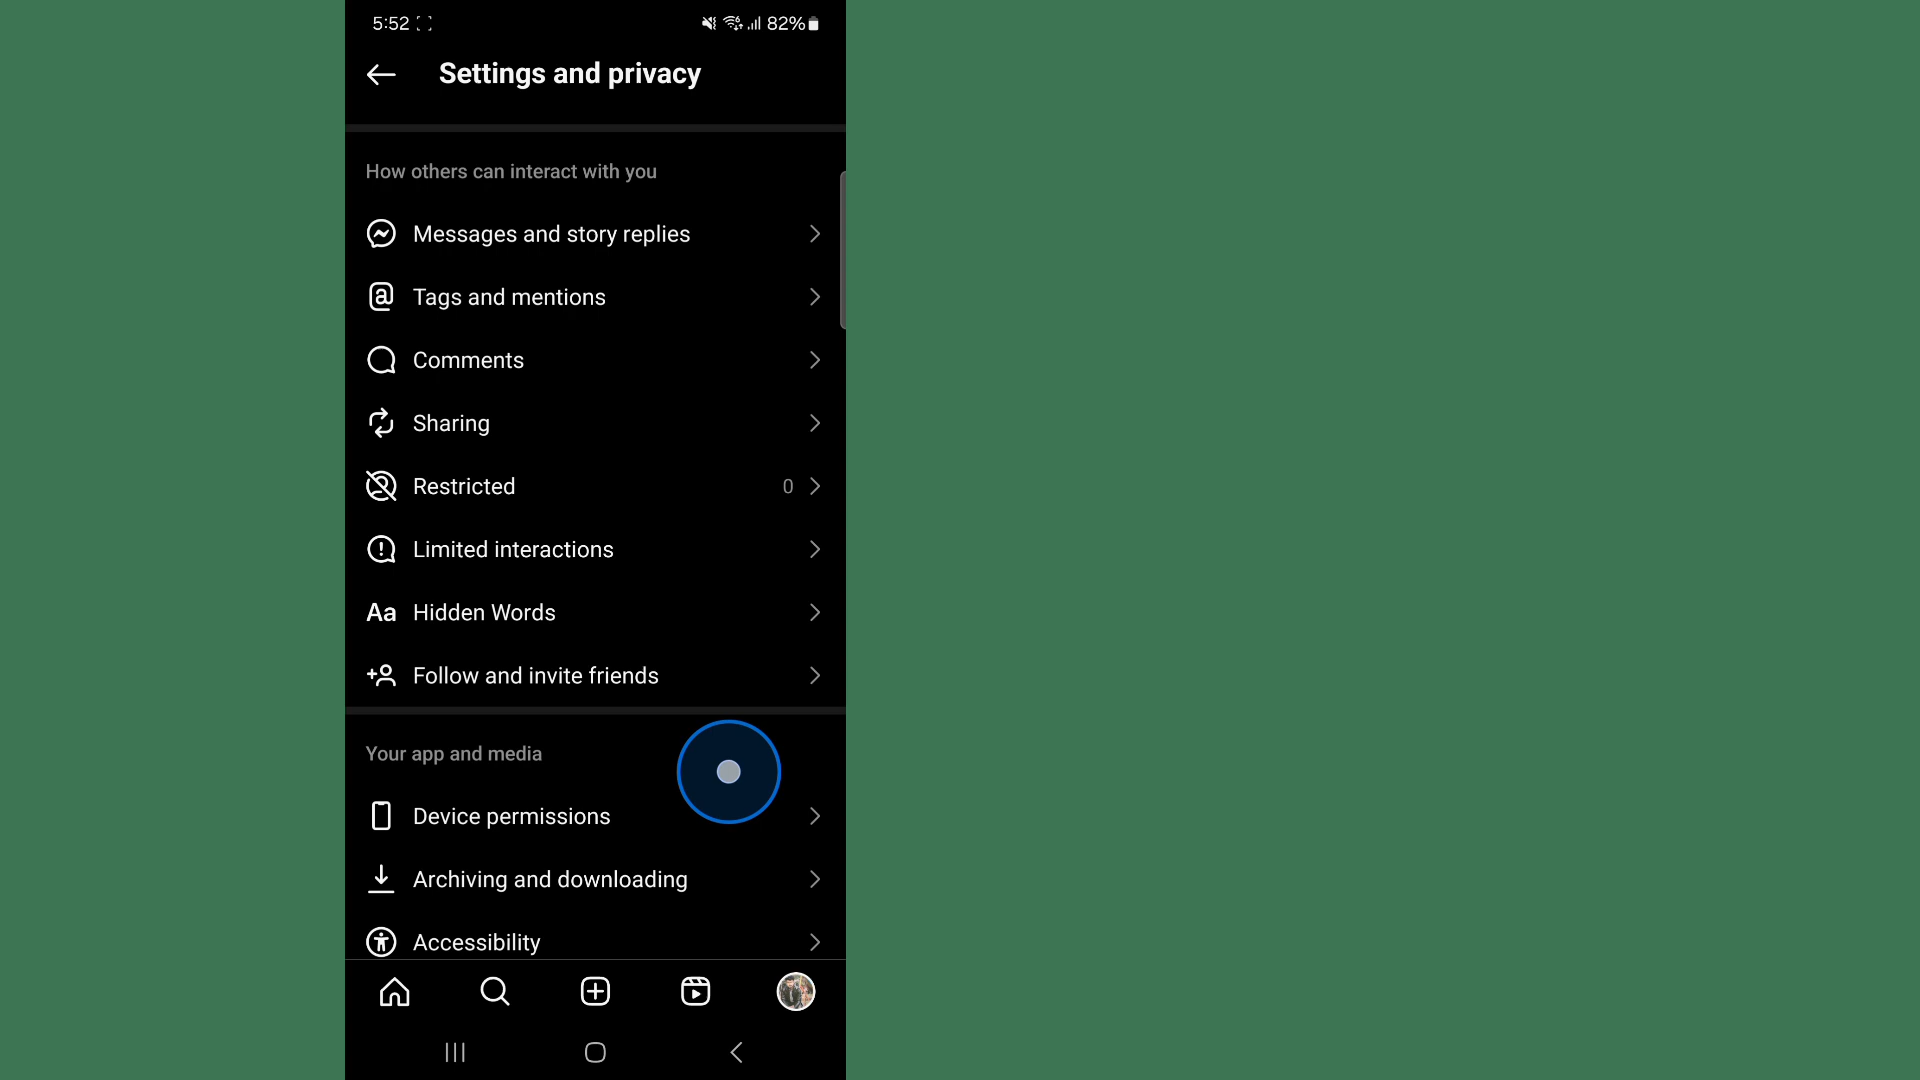 5:52 82%
Settings and privacy
How others can interact with you
Messages and story replies
Tags and mentions
Comments
Sharing
Restricted 0
Limited interactions
Aa Hidden Words
Follow and invite friends
Your app and media
Device permissions
Archiving and downloading
Accessibility